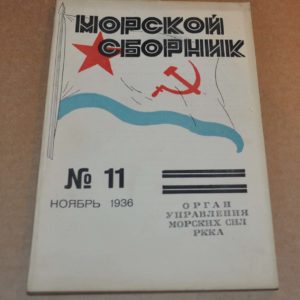 МОРСКОЙ
СБОРНИК
№ 11
НОЯБРЬ 1936
ОРГАН
УПРАВЛЕНИЯ
МОРСКИХ СИЛ
РККА